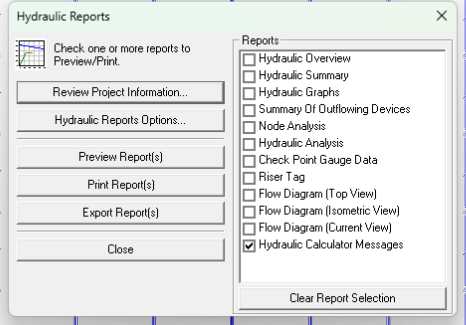 Hydraulic Reports
Check one or more reports to
Preview/Print.
Review Project Information...
Hydraulic Reports Options...
Preview Report(s)
Print Report(s)
Export Report(s)
Close
Reports
Hydraulic Overview
Hydraulic Summary
Hydraulic Graphs
Summary Of Outflowing Devices
Node Analysis
Hydraulic Analysis
Check Point Gauge Data
Riser Tag
Flow Diagram (Top View)
Flow Diagram (Isometric View)
Flow Diagram (Current View)
Hydraulic Calculator Messages
Clear Report Selection